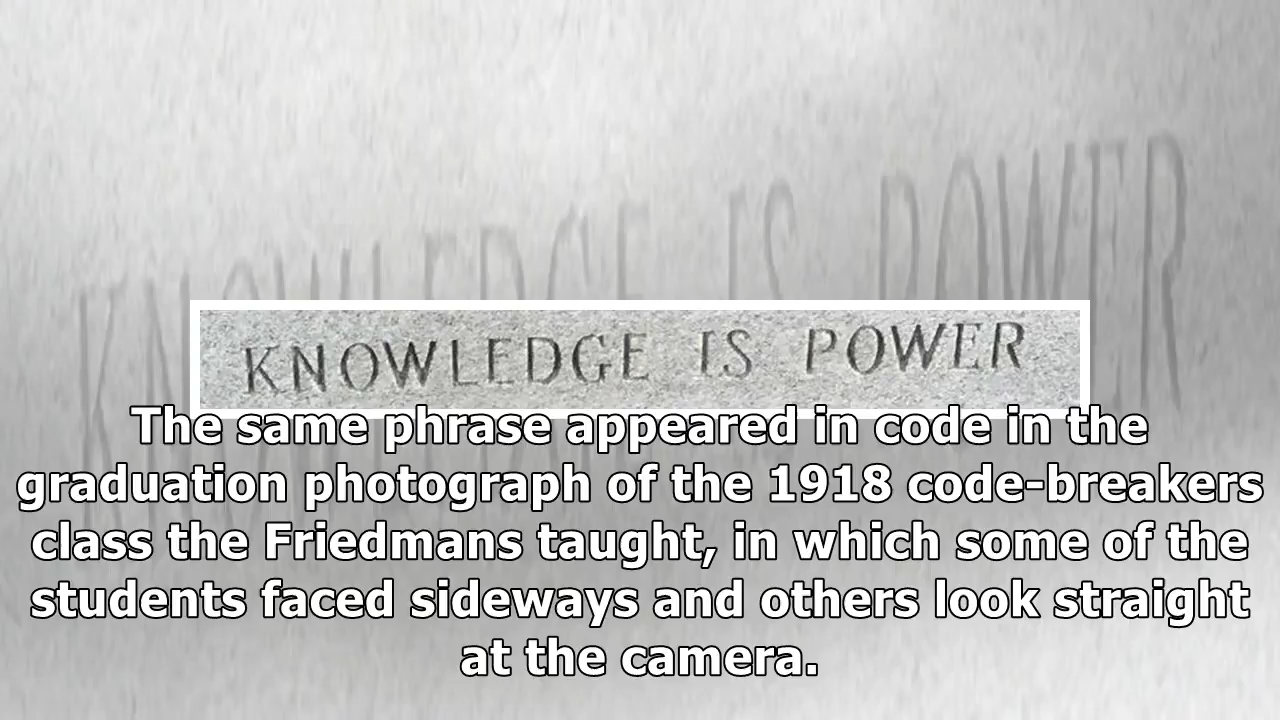 KNOWLEDGE IS POWER
KNOWLEDGE IS POWER
The same phrase appeared in code in the
graduation photograph of the 1918 code-breakers
class the Friedmans taught, in which some of the
students faced sideways and others look straight
at the camera.